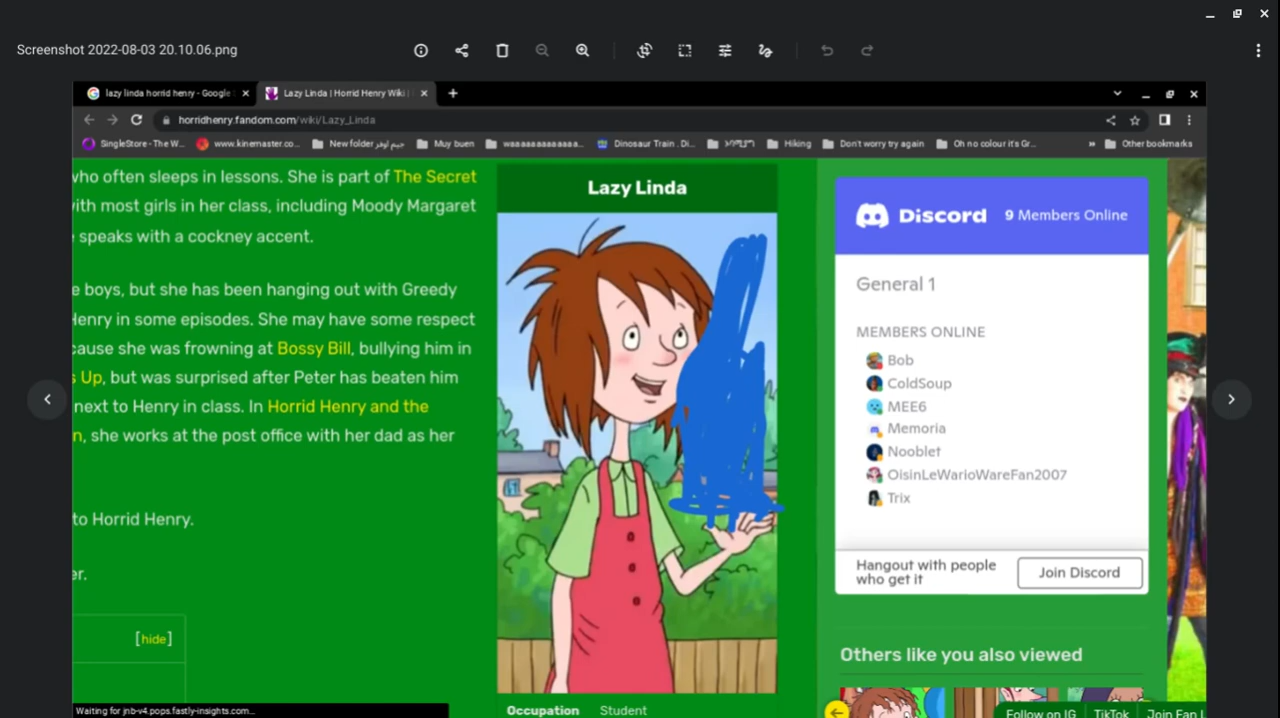 Screenshot 2022-08-03 20.10.06.png
lazy linda horrid henry - Google
Lazy Linda | Horrid Henry Wiki |
horridhenry.fandom.com/wiki/Lazy_Linda
SingleStore - The W...
www.kinemaster.co...
New folder جيم اوفر
Muy buen
waaaaaaaaaaaaa...
Dinosaur Train . Di...
Hiking
Don't worry try again
Oh no colour it's Gr...
»
Other bookmarks
who often sleeps in lessons. She is part of The Secret
with most girls in her class, including Moody Margaret
speaks with a cockney accent.
e boys, but she has been hanging out with Greedy
Henry in some episodes. She may have some respect
cause she was frowning at Bossy Bill, bullying him in
s Up, but was surprised after Peter has beaten him
next to Henry in class. In Horrid Henry and the
n, she works at the post office with her dad as her
to Horrid Henry.
er.
[hide]
Waiting for jnb-v4.pops.fastly-insights.com...
Lazy Linda
Occupation Student
Discord 9 Members Online
General 1
MEMBERS ONLINE
Bob
ColdSoup
MEE6
Memoria
Nooblet
OisinLeWarioWareFan2007
Trix
Hangout with people
who get it
Join Discord
Others like you also viewed
Follow on IG
TikTok
Join Fan L